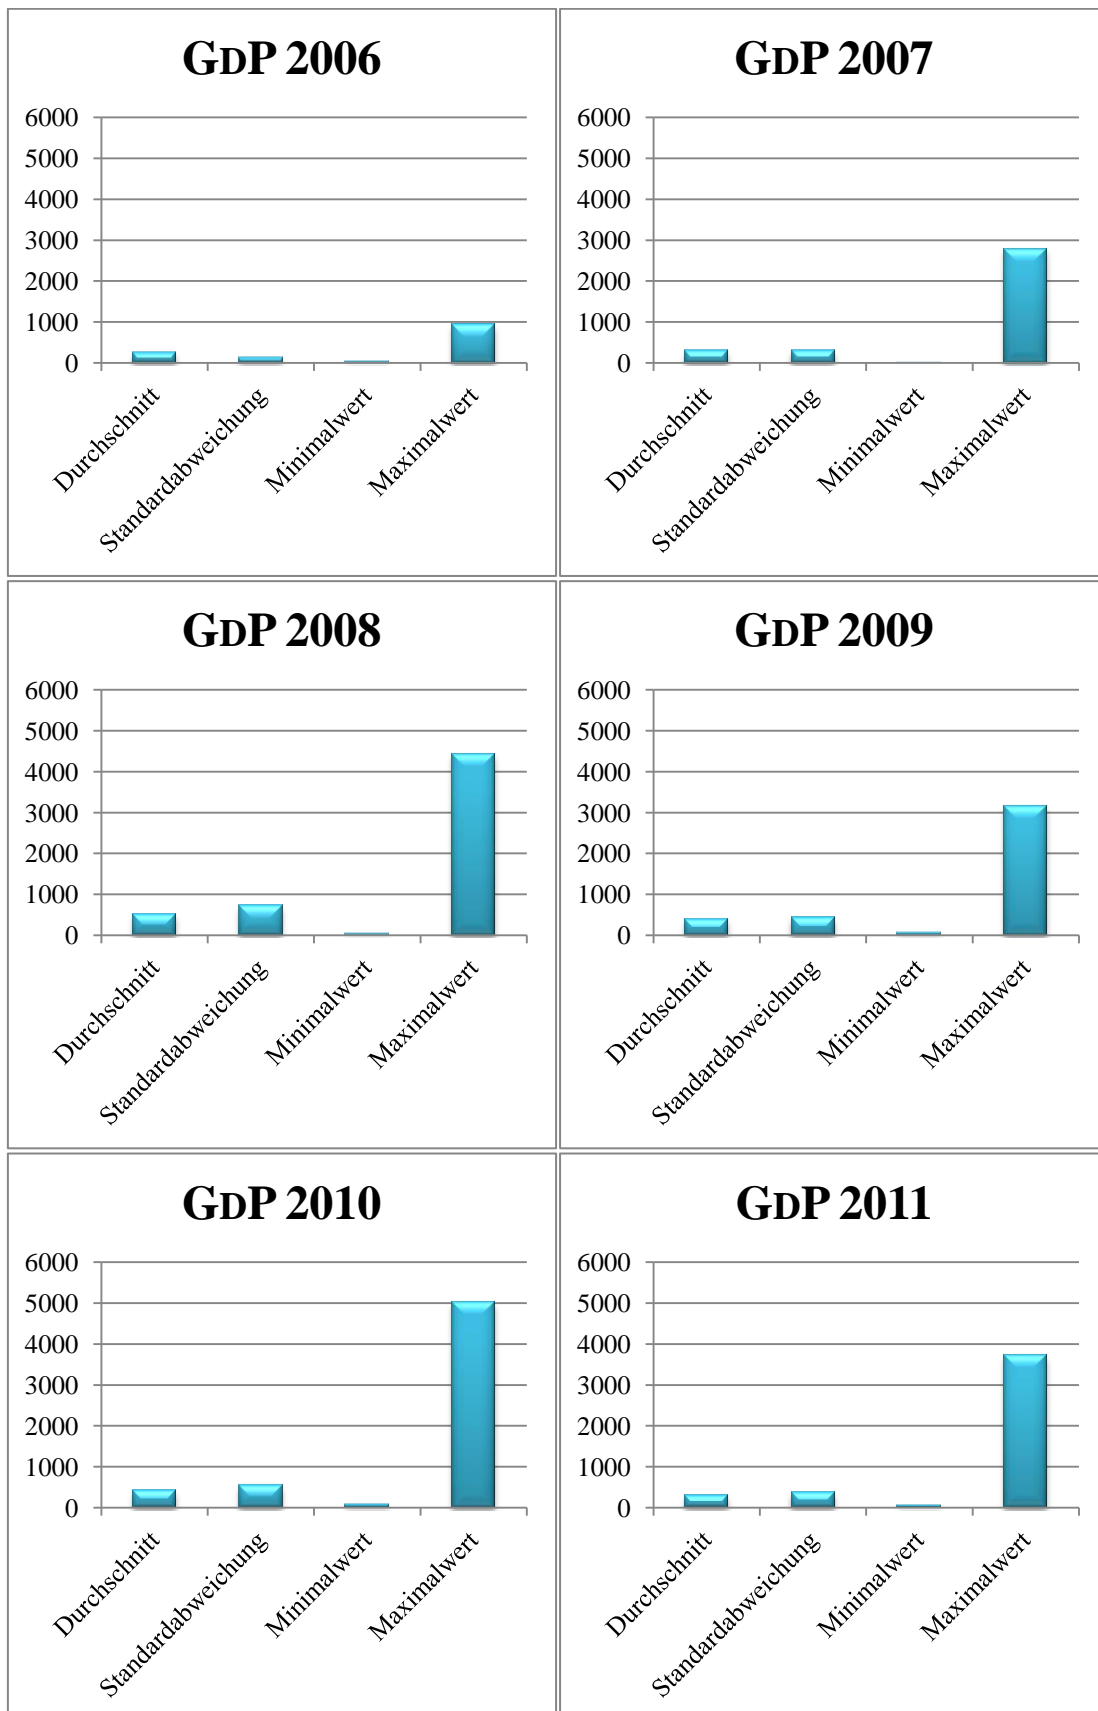 GDP 2006
6000
5000
4000
3000
2000
1000
0
Durchschnitt
Standardabweichung
Minimalwert
Maximalwert
GDP 2007
6000
5000
4000
3000
2000
1000
0
Durchschnitt
Standardabweichung
Minimalwert
Maximalwert
GDP 2008
6000
5000
4000
3000
2000
1000
0
Durchschnitt
Standardabweichung
Minimalwert
Maximalwert
GDP 2009
6000
5000
4000
3000
2000
1000
0
Durchschnitt
Standardabweichung
Minimalwert
Maximalwert
GDP 2010
6000
5000
4000
3000
2000
1000
0
Durchschnitt
Standardabweichung
Minimalwert
Maximalwert
GDP 2011
6000
5000
4000
3000
2000
1000
0
Durchschnitt
Standardabweichung
Minimalwert
Maximalwert